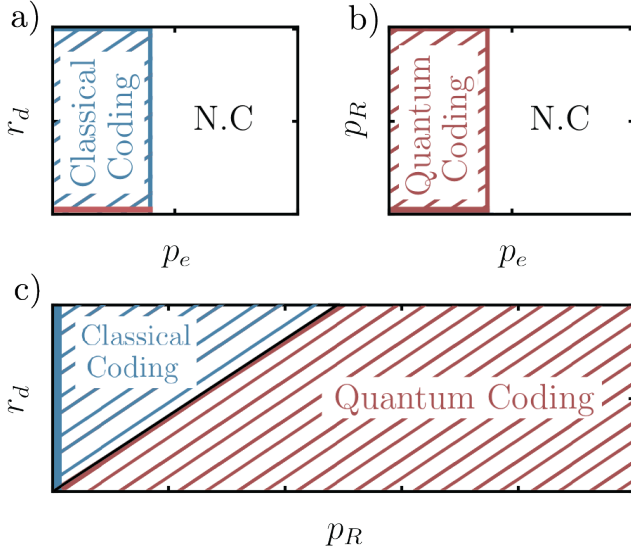 a)
r_d
Classical
Coding
N.C
p_e
b)
p_R
Quantum
Coding
N.C
p_e
c)
r_d
Classical
Coding
Quantum Coding
p_R